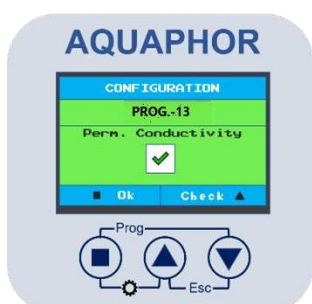 AQUAPHOR
CONFIGURATION
PROG.-13
Perm. Conductivity
Ok Check
Prog
Esc